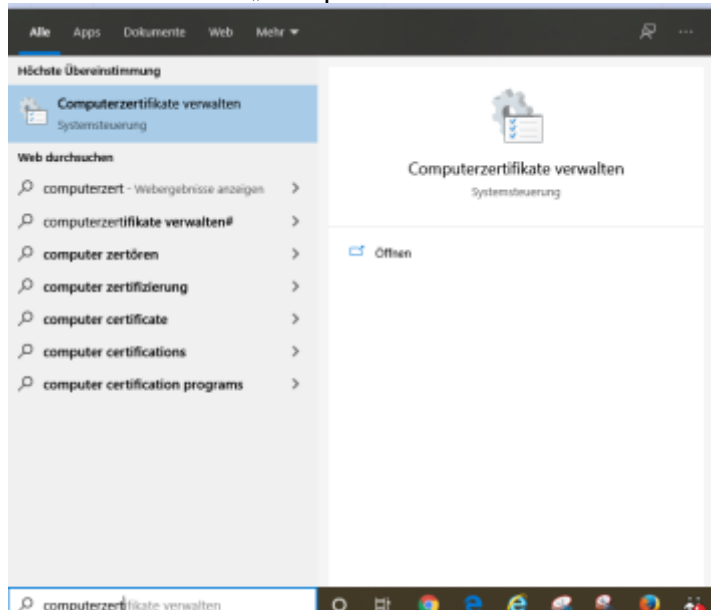 Alle Apps Dokumente Web Mehr
Höchste Übereinstimmung
Computerzertifikate verwalten
Systemsteuerung
Web durchsuchen
computerzert - Webergebnisse anzeigen
computerzertifikate verwalten#
computer zertören
computer zertifizierung
computer certificate
computer certifications
computer certification programs
Computerzertifikate verwalten
Systemsteuerung
Öffnen
computerzertifikate verwalten